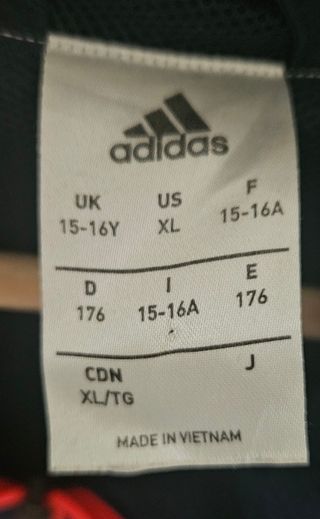 adidas
UK US F
15-16Y XL 15-16A
D I E
176 15-16A 176
CDN J
XL/TG
MADE IN VIETNAM